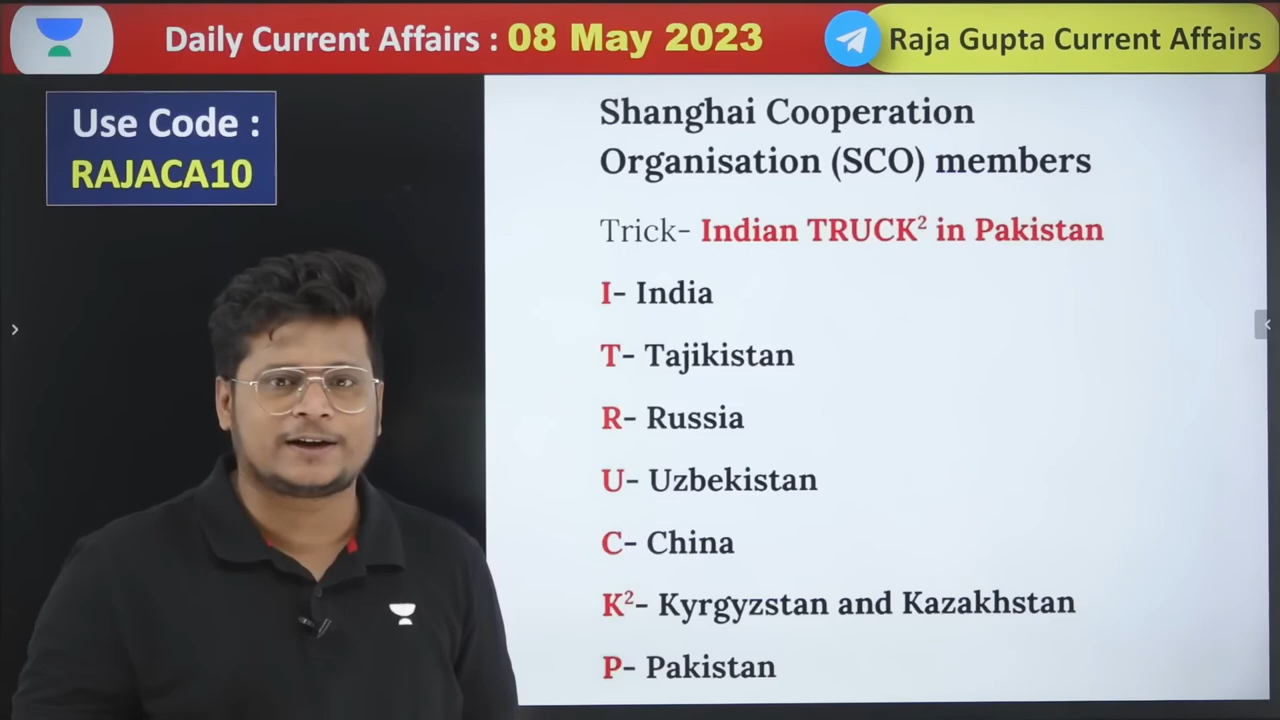 Daily Current Affairs : 08 May 2023
Raja Gupta Current Affairs
Use Code :
RAJACA10
Shanghai Cooperation
Organisation (SCO) members
Trick- Indian TRUCK² in Pakistan
I- India
T- Tajikistan
R- Russia
U- Uzbekistan
C- China
K²- Kyrgyzstan and Kazakhstan
P- Pakistan